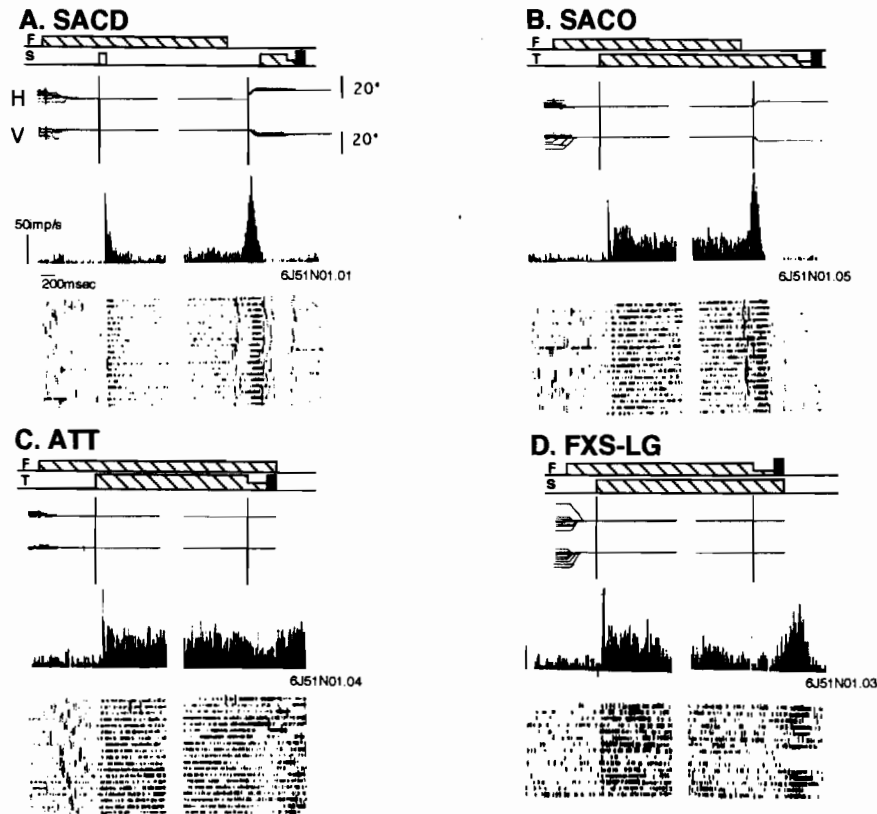 A. SACD
F
S
H
20°
V
20°
50imp/s
6J51N01.01
200msec
B. SACO
F
T
6J51N01.05
C. ATT
F
T
6J51N01.04
D. FXS-LG
F
S
6J51N01.03